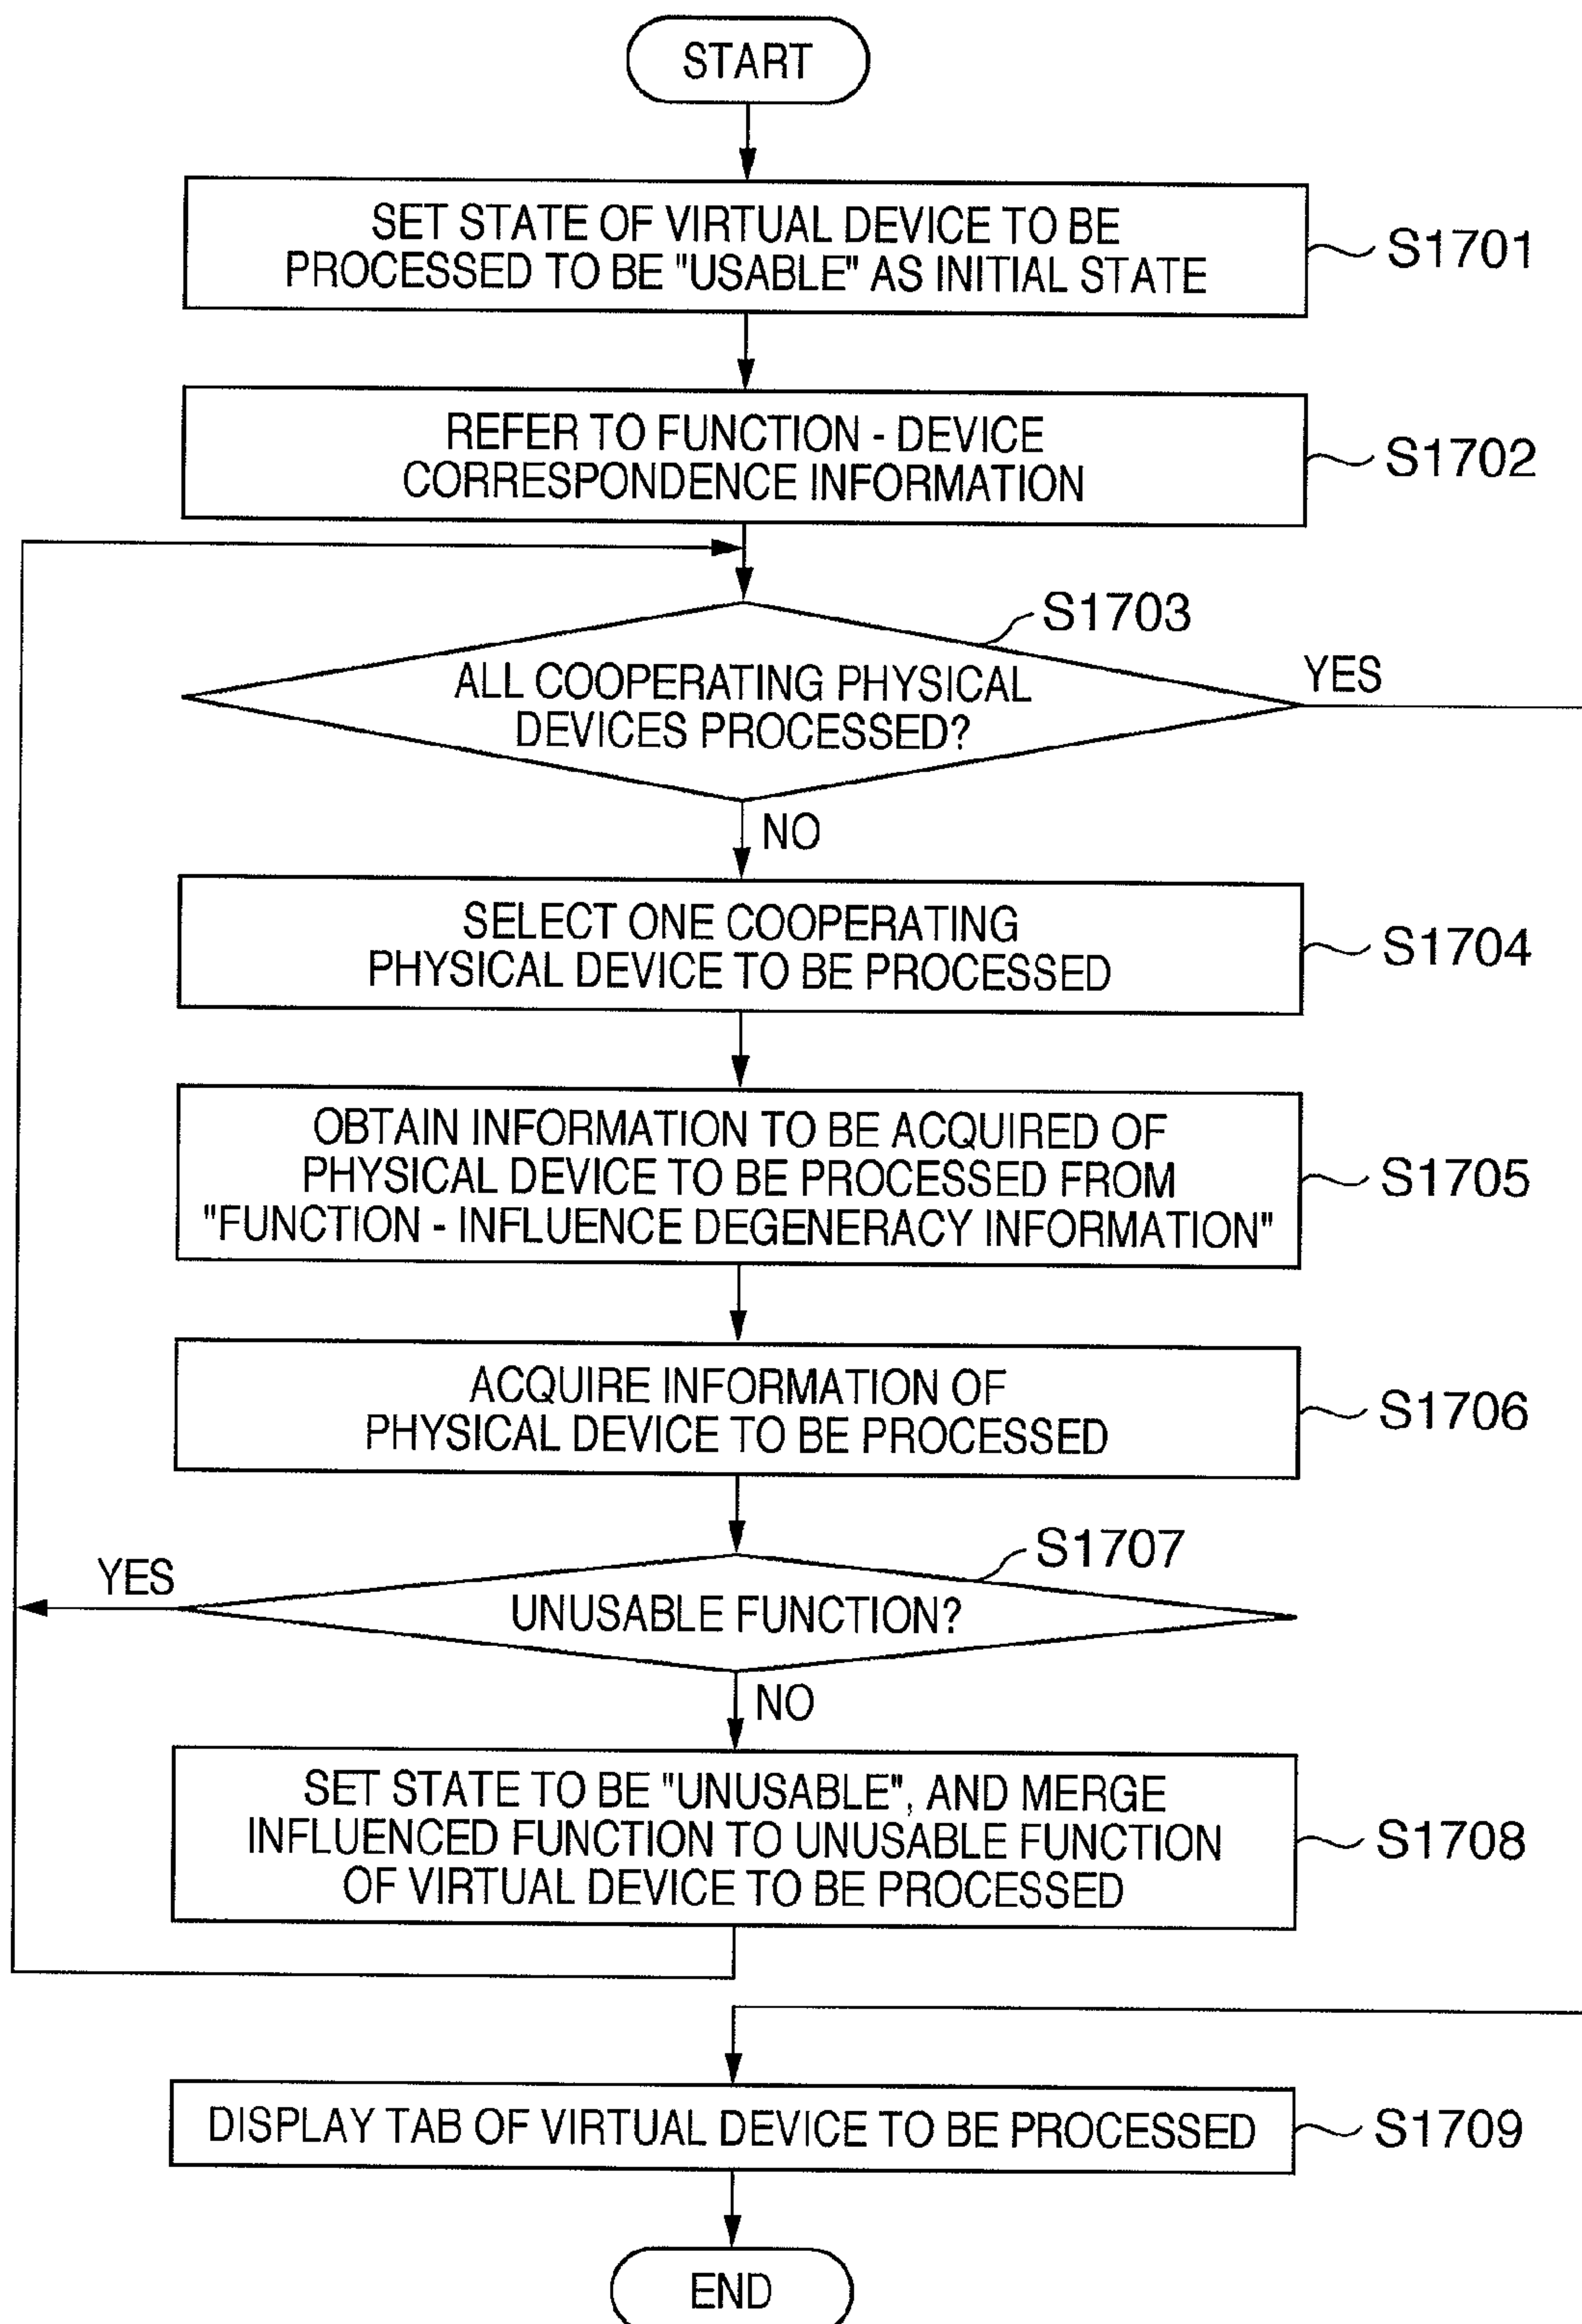 START
SET STATE OF VIRTUAL DEVICE TO BE
PROCESSED TO BE "USABLE" AS INITIAL STATE
S1701
REFER TO FUNCTION - DEVICE
CORRESPONDENCE INFORMATION
S1702
S1703
ALL COOPERATING PHYSICAL
DEVICES PROCESSED?
YES
NO
SELECT ONE COOPERATING
PHYSICAL DEVICE TO BE PROCESSED
S1704
OBTAIN INFORMATION TO BE ACQUIRED OF
PHYSICAL DEVICE TO BE PROCESSED FROM
"FUNCTION - INFLUENCE DEGENERACY INFORMATION"
S1705
ACQUIRE INFORMATION OF
PHYSICAL DEVICE TO BE PROCESSED
S1706
S1707
YES
UNUSABLE FUNCTION?
NO
SET STATE TO BE "UNUSABLE", AND MERGE
INFLUENCED FUNCTION TO UNUSABLE FUNCTION
OF VIRTUAL DEVICE TO BE PROCESSED
S1708
DISPLAY TAB OF VIRTUAL DEVICE TO BE PROCESSED
S1709
END